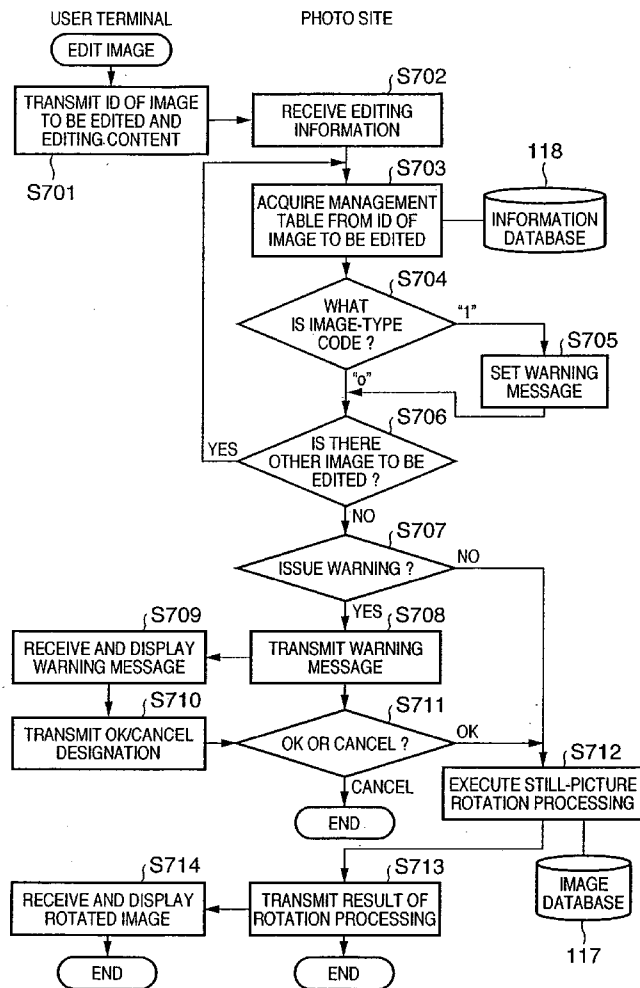 USER TERMINAL
PHOTO SITE
EDIT IMAGE
S702
TRANSMIT ID OF IMAGE
TO BE EDITED AND
EDITING CONTENT
RECEIVE EDITING
INFORMATION
S701
S703
118
ACQUIRE MANAGEMENT
TABLE FROM ID OF
IMAGE TO BE EDITED
INFORMATION
DATABASE
S704
WHAT
IS IMAGE-TYPE
CODE ?
"1"
S705
SET WARNING
MESSAGE
"0"
S706
YES
IS THERE
OTHER IMAGE TO BE
EDITED ?
NO
S707
ISSUE WARNING ?
NO
YES
S709
S708
RECEIVE AND DISPLAY
WARNING MESSAGE
TRANSMIT WARNING
MESSAGE
S710
S711
TRANSMIT OK/CANCEL
DESIGNATION
OK OR CANCEL ?
OK
S712
CANCEL
EXECUTE STILL-PICTURE
ROTATION PROCESSING
END
S714
S713
RECEIVE AND DISPLAY
ROTATED IMAGE
TRANSMIT RESULT OF
ROTATION PROCESSING
IMAGE
DATABASE
117
END
END